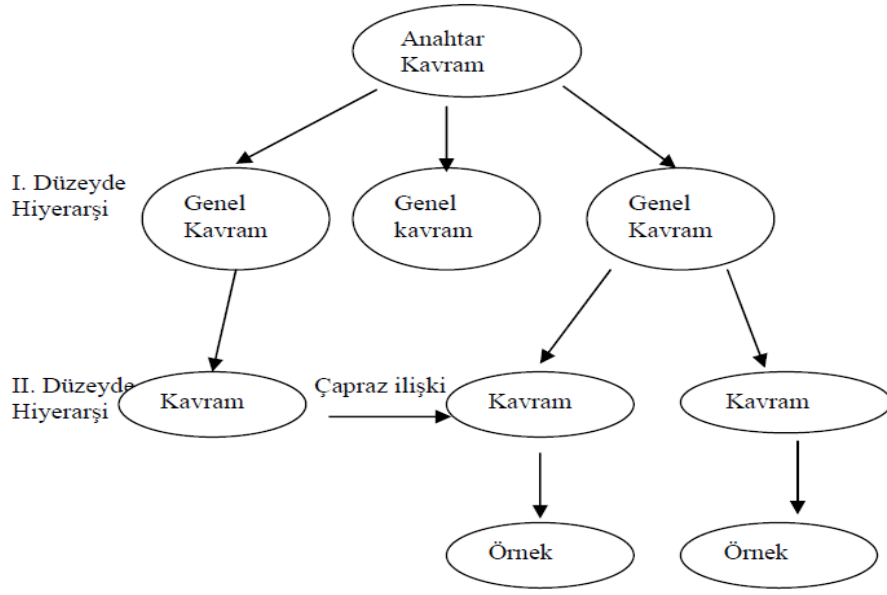 Anahtar
Kavram
I. Düzeyde
Hiyerarşi
Genel
Kavram
Genel
kavram
Genel
Kavram
II. Düzeyde
Hiyerarşi
Kavram
Çapraz ilişki
Kavram
Kavram
Örnek
Örnek